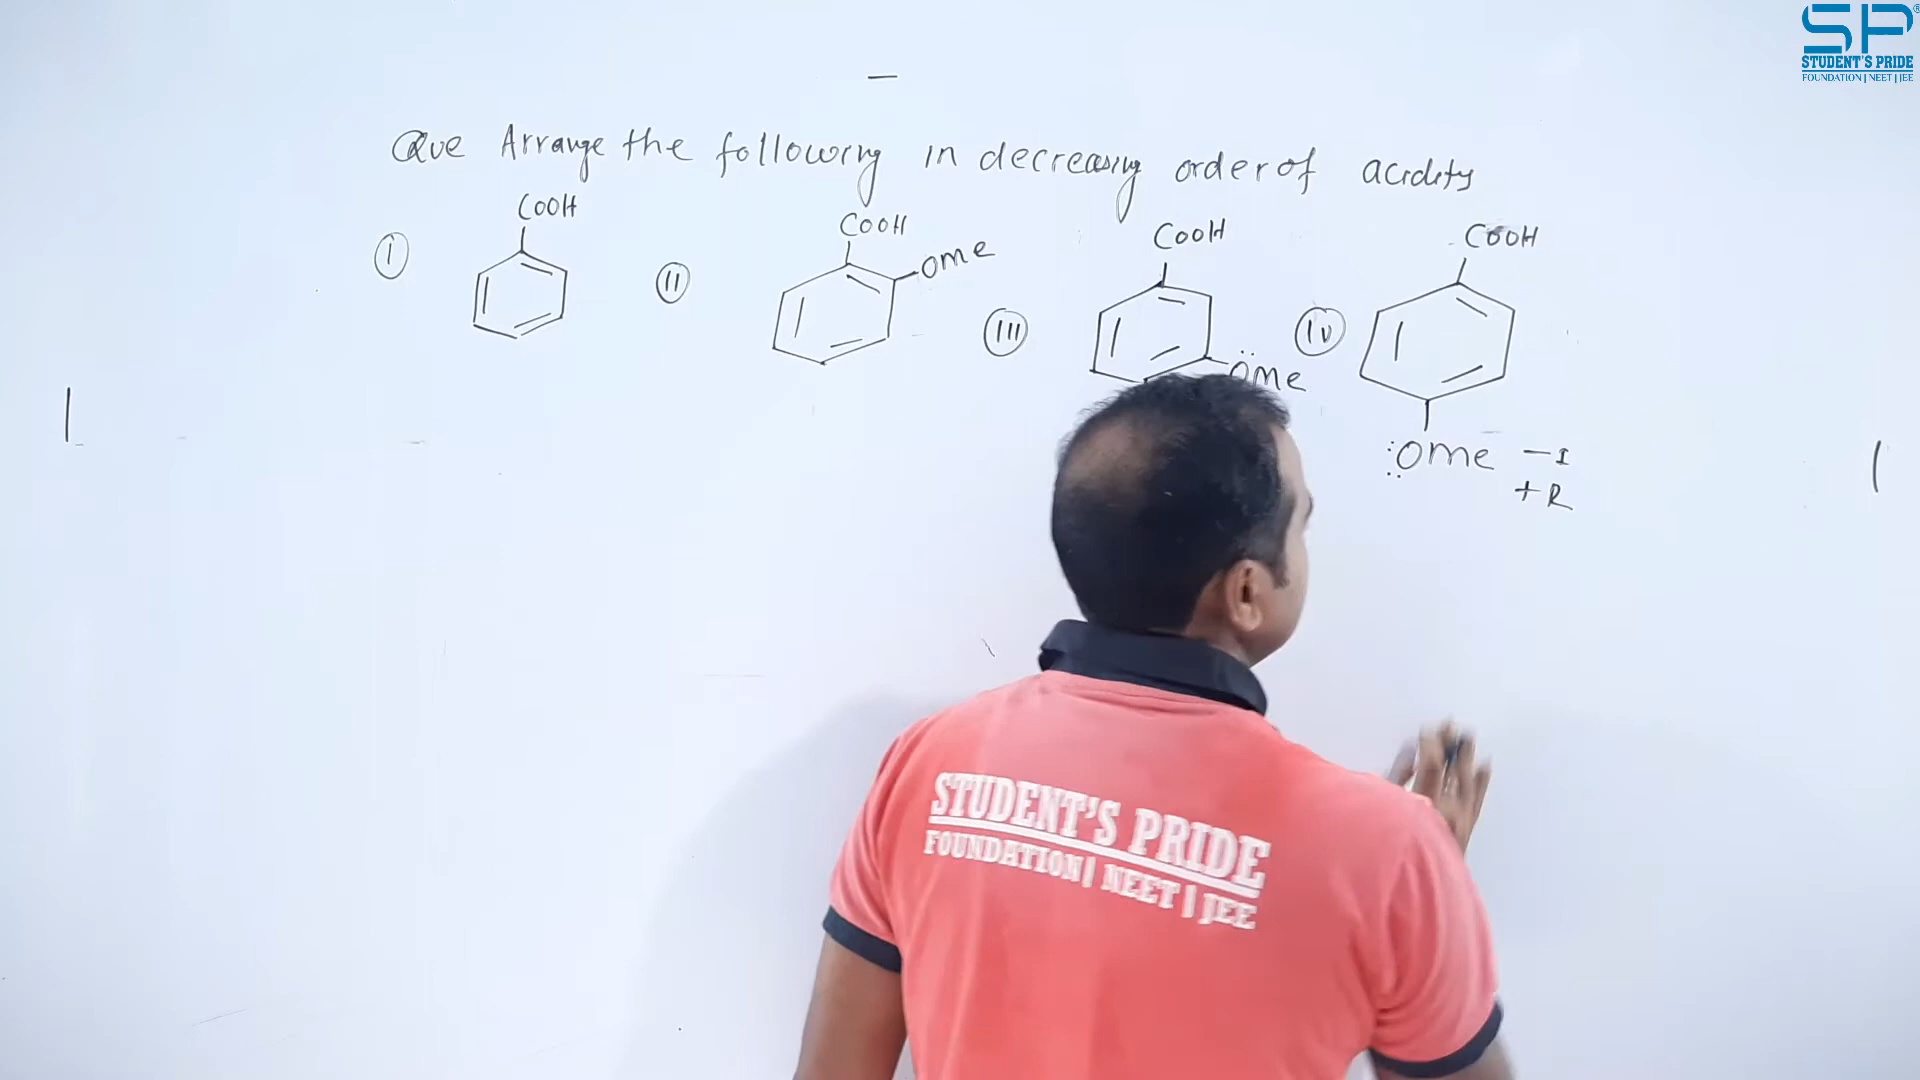 SP®
STUDENT'S PRIDE
FOUNDATION | NEET | JEE
Que Arrange the following in decreasing order of acidity
I
COOH
II
COOH
OMe
III
COOH
OMe
IV
COOH
OMe -I
+R
STUDENT'S PRIDE
FOUNDATION | NEET | JEE